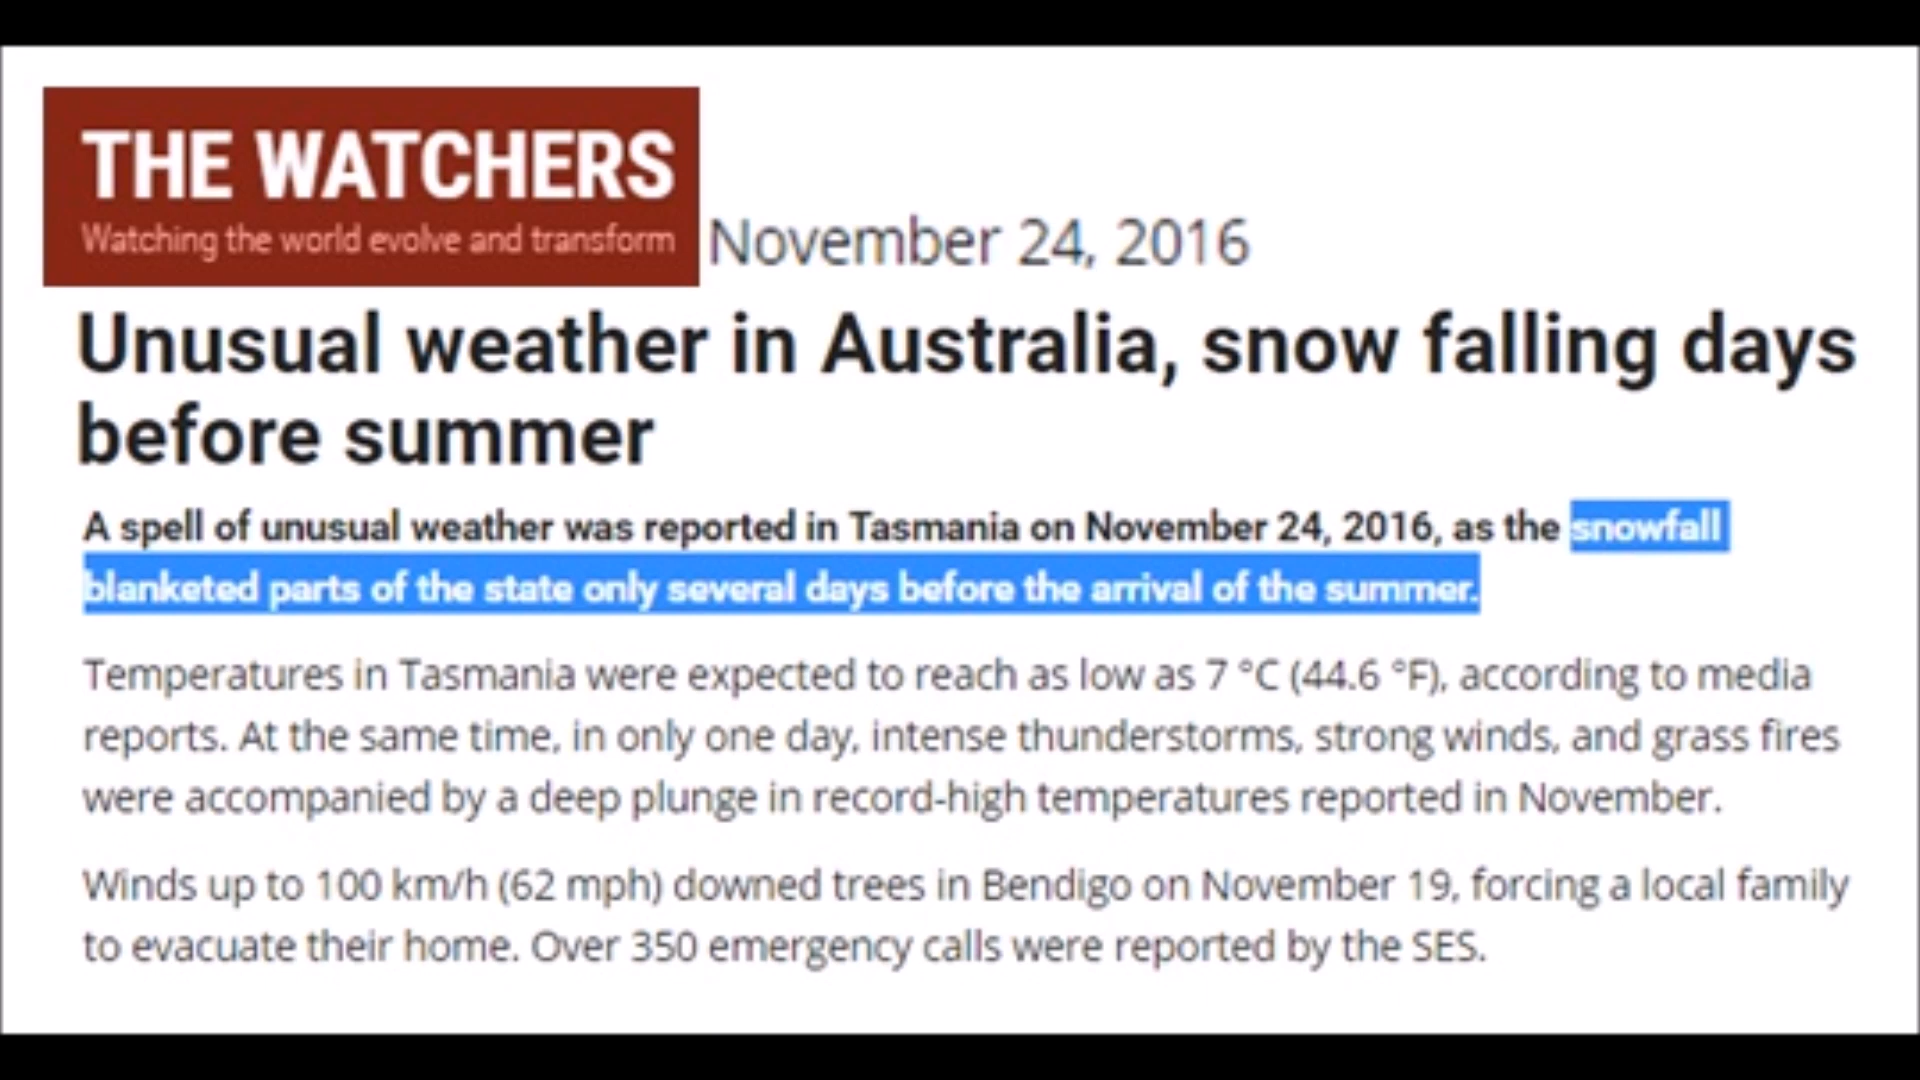 THE WATCHERS
Watching the world evolve and transform
November 24, 2016
Unusual weather in Australia, snow falling days
before summer
A spell of unusual weather was reported in Tasmania on November 24, 2016, as the snowfall
blanketed parts of the state only several days before the arrival of the summer.
Temperatures in Tasmania were expected to reach as low as 7 °C (44.6 °F), according to media
reports. At the same time, in only one day, intense thunderstorms, strong winds, and grass fires
were accompanied by a deep plunge in record-high temperatures reported in November.
Winds up to 100 km/h (62 mph) downed trees in Bendigo on November 19, forcing a local family
to evacuate their home. Over 350 emergency calls were reported by the SES.